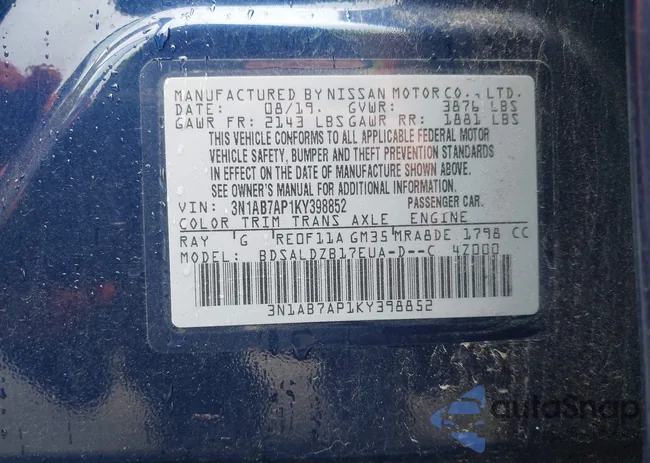 MANUFACTURED BY NISSAN MOTOR CO., LTD.
DATE: 08/19. GVWR: 3876 LBS
GAWR FR: 2143 LBS GAWR RR: 1881 LBS
THIS VEHICLE CONFORMS TO ALL APPLICABLE FEDERAL MOTOR
VEHICLE SAFETY, BUMPER AND THEFT PREVENTION STANDARDS
IN EFFECT ON THE DATE OF MANUFACTURE SHOWN ABOVE.
SEE OWNER'S MANUAL FOR ADDITIONAL INFORMATION.
VIN: 3N1AB7AP1KY398852 PASSENGER CAR.
COLOR TRIM TRANS AXLE ENGINE
RAY G RE0F11A GM35 MRA8DE 1798 CC
MODEL: BDSALDZB17EUA-D--C 4Z000
3N1AB7AP1KY398852
autoSnap